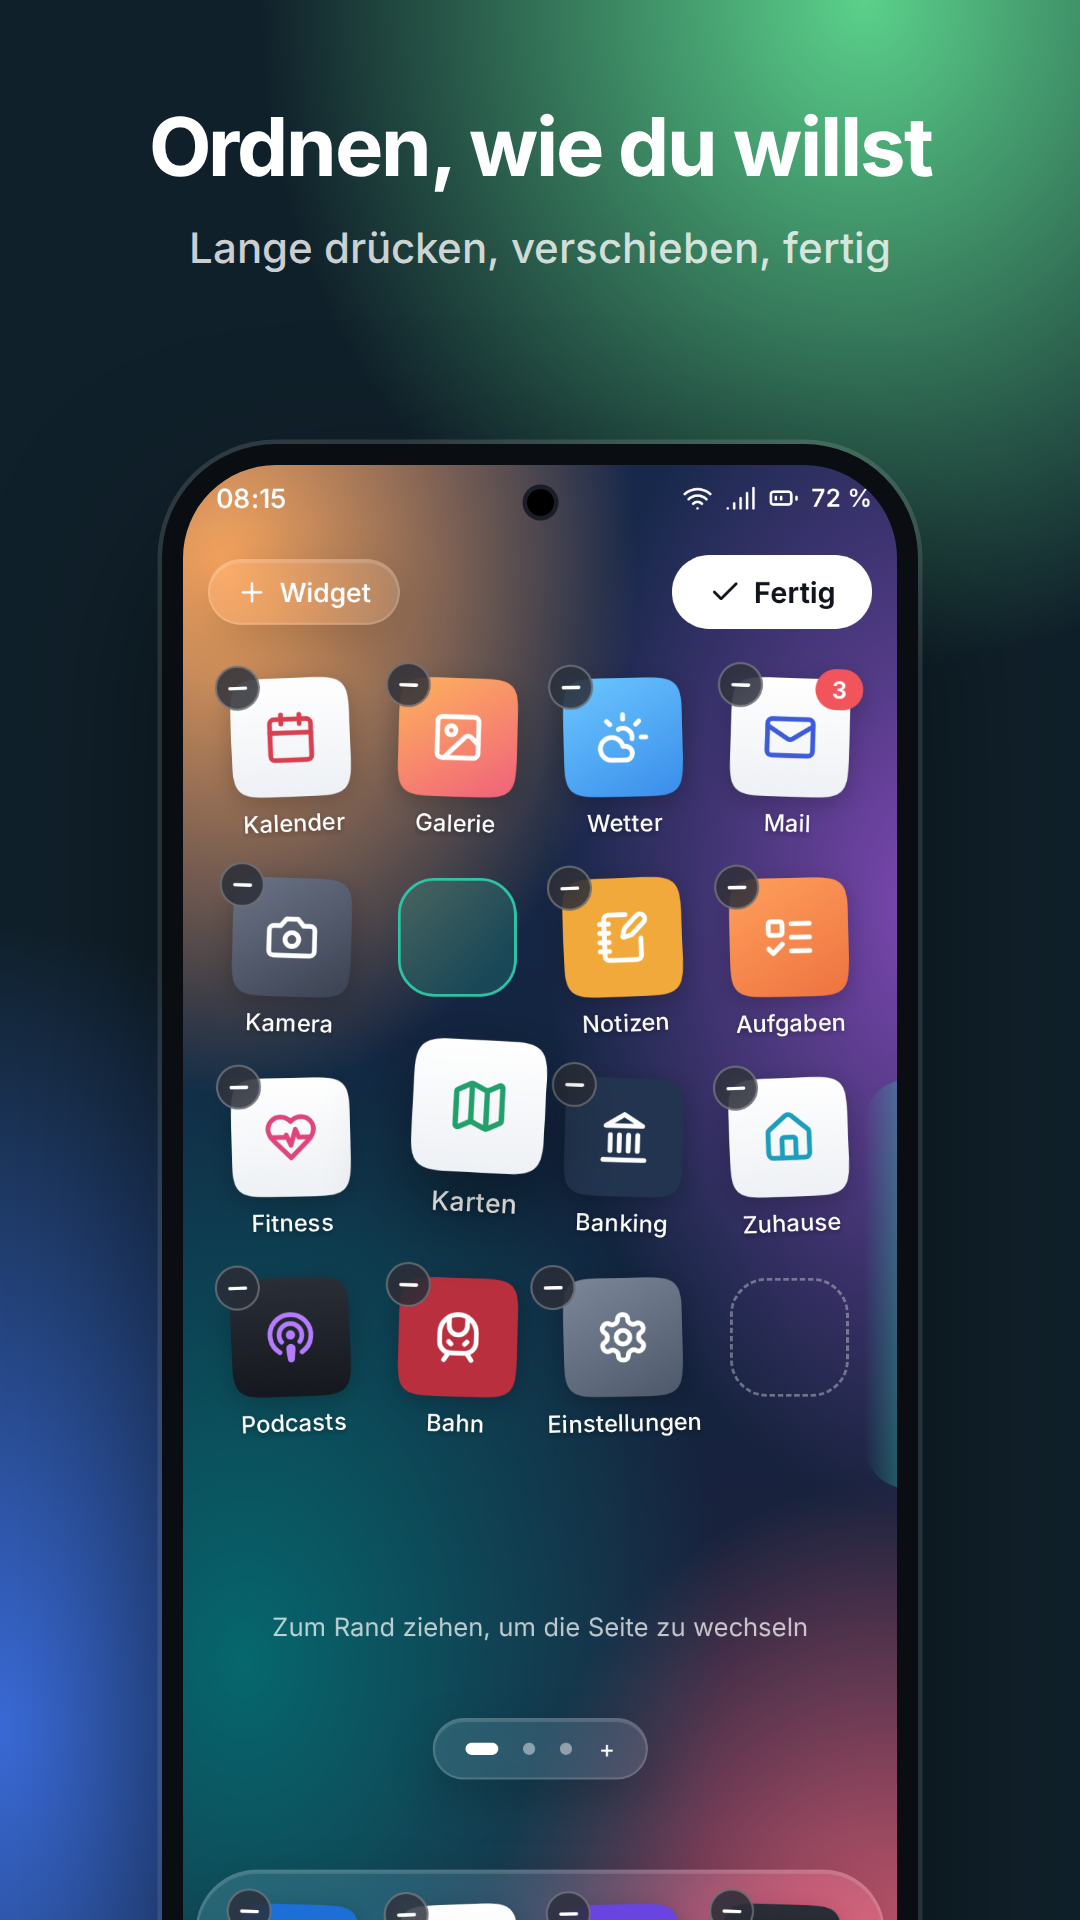 Ordnen, wie du willst
Lange drücken, verschieben, fertig
08:15
72 %
+ Widget
Fertig
3
Kalender
Galerie
Wetter
Mail
Kamera
Notizen
Aufgaben
Fitness
Karten
Banking
Zuhause
Podcasts
Bahn
Einstellungen
Zum Rand ziehen, um die Seite zu wechseln
+